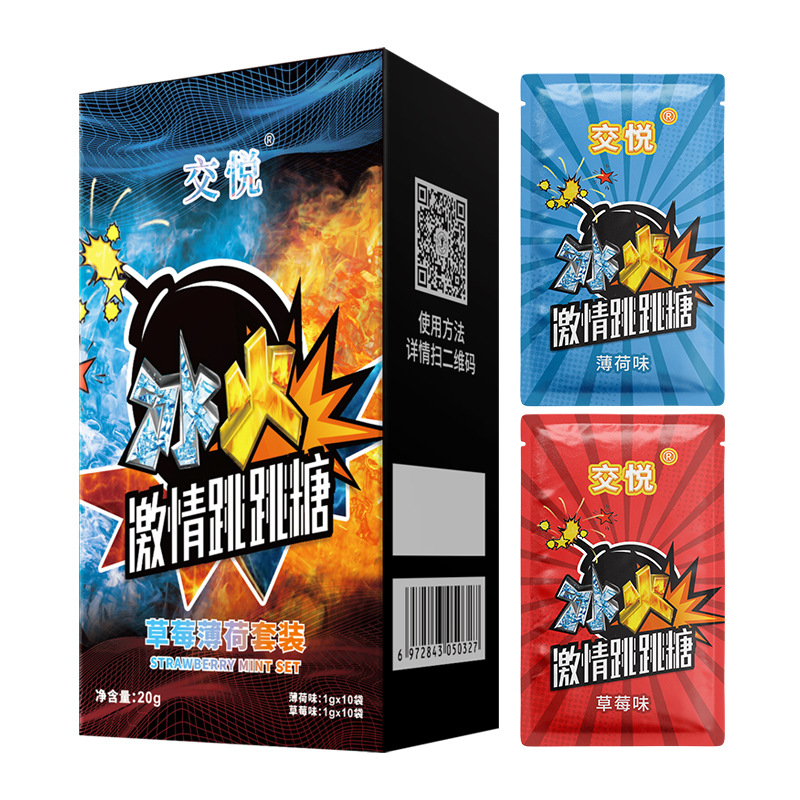 交悦®
冰火
激情跳跳糖
草莓薄荷套装
STRAWBERRY MINT SET
净含量:20g
薄荷味:1gx10袋
草莓味:1gx10袋
使用方法
详情扫二维码
6 972843 050327
交悦®
冰火
激情跳跳糖
薄荷味
交悦®
冰火
激情跳跳糖
草莓味